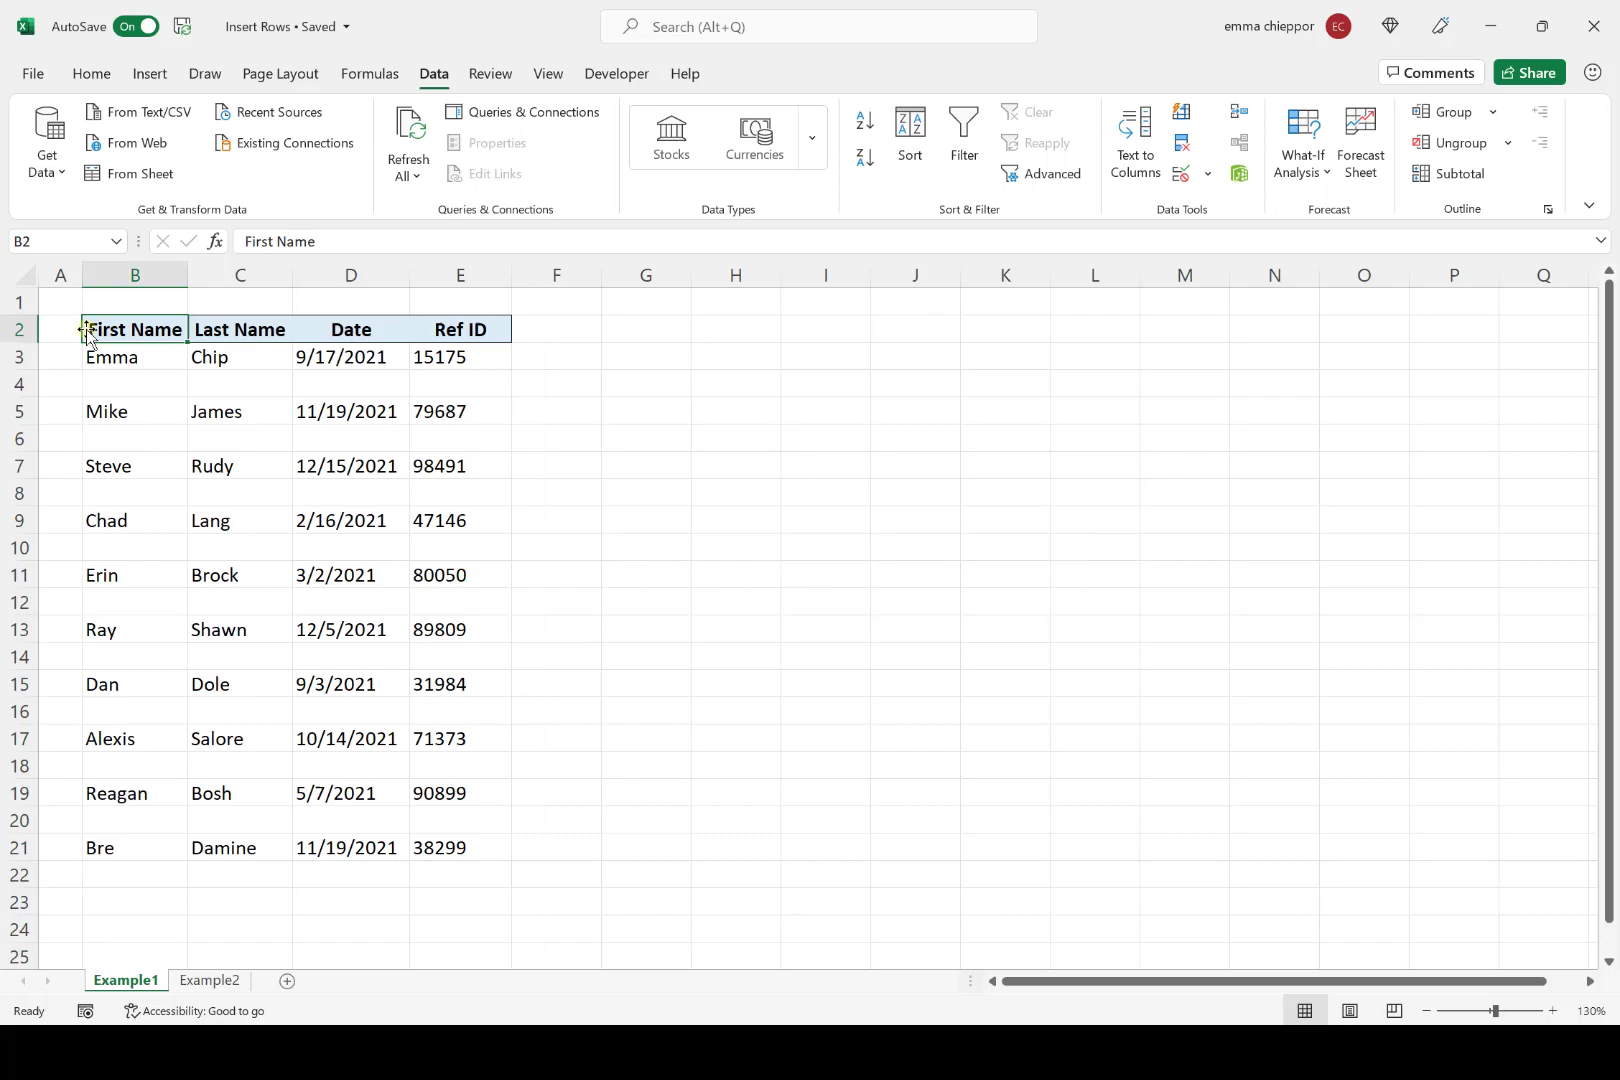 AutoSave On Insert Rows • Saved Search (Alt+Q) emma chieppor EC
File Home Insert Draw Page Layout Formulas Data Review View Developer Help Comments Share
Get Data
From Text/CSV
From Web
From Sheet
Recent Sources
Existing Connections
Get & Transform Data
Refresh All
Queries & Connections
Properties
Edit Links
Queries & Connections
Stocks Currencies
Data Types
Sort
Filter
Clear
Reapply
Advanced
Sort & Filter
Text to Columns
Data Tools
What-If Analysis
Forecast Sheet
Forecast
Group
Ungroup
Subtotal
Outline
B2 fx First Name
A B C D E F G H I J K L M N O P Q
1
2 First Name Last Name Date Ref ID
3 Emma Chip 9/17/2021 15175
4
5 Mike James 11/19/2021 79687
6
7 Steve Rudy 12/15/2021 98491
8
9 Chad Lang 2/16/2021 47146
10
11 Erin Brock 3/2/2021 80050
12
13 Ray Shawn 12/5/2021 89809
14
15 Dan Dole 9/3/2021 31984
16
17 Alexis Salore 10/14/2021 71373
18
19 Reagan Bosh 5/7/2021 90899
20
21 Bre Damine 11/19/2021 38299
22
23
24
25
Example1 Example2
Ready Accessibility: Good to go 130%